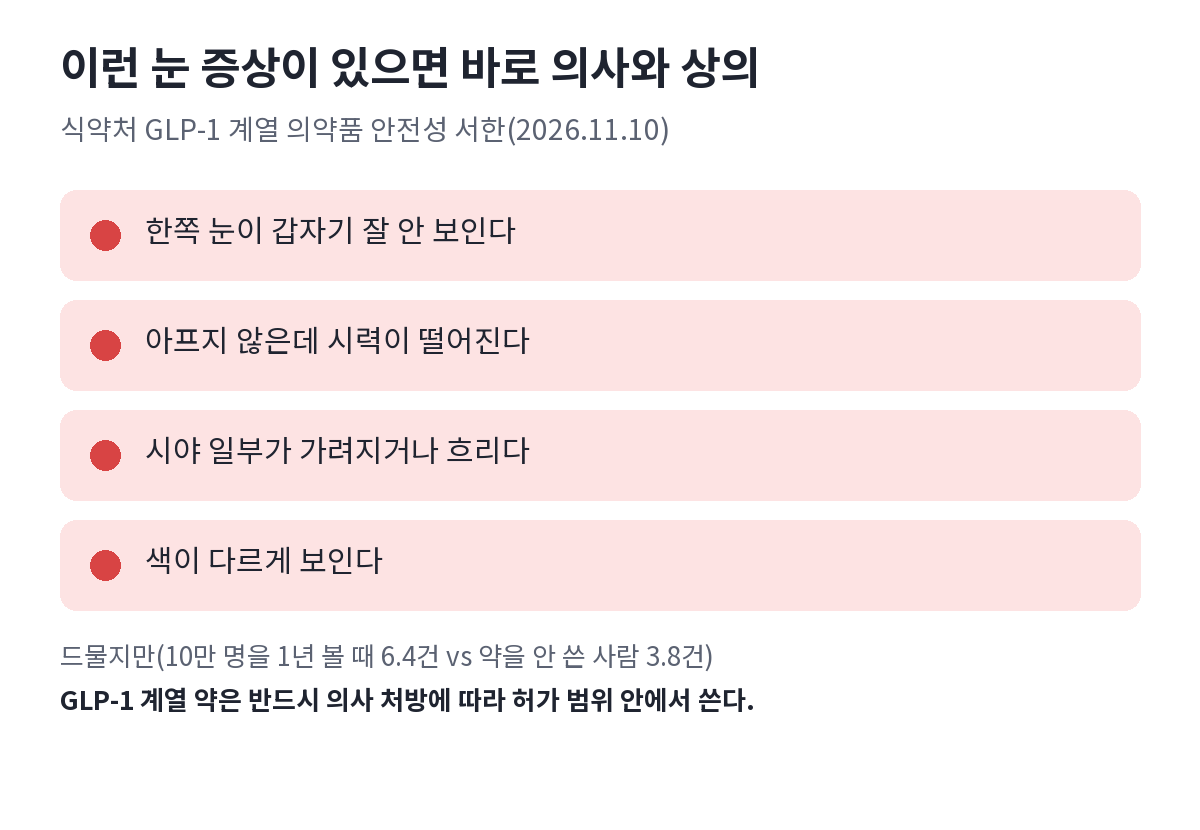 이런 눈 증상이 있으면 바로 의사와 상의
식약처 GLP-1 계열 의약품 안전성 서한(2026.11.10)
한쪽 눈이 갑자기 잘 안 보인다
아프지 않은데 시력이 떨어진다
시야 일부가 가려지거나 흐리다
색이 다르게 보인다
드물지만(10만 명을 1년 볼 때 6.4건 vs 약을 안 쓴 사람 3.8건)
GLP-1 계열 약은 반드시 의사 처방에 따라 허가 범위 안에서 쓴다.